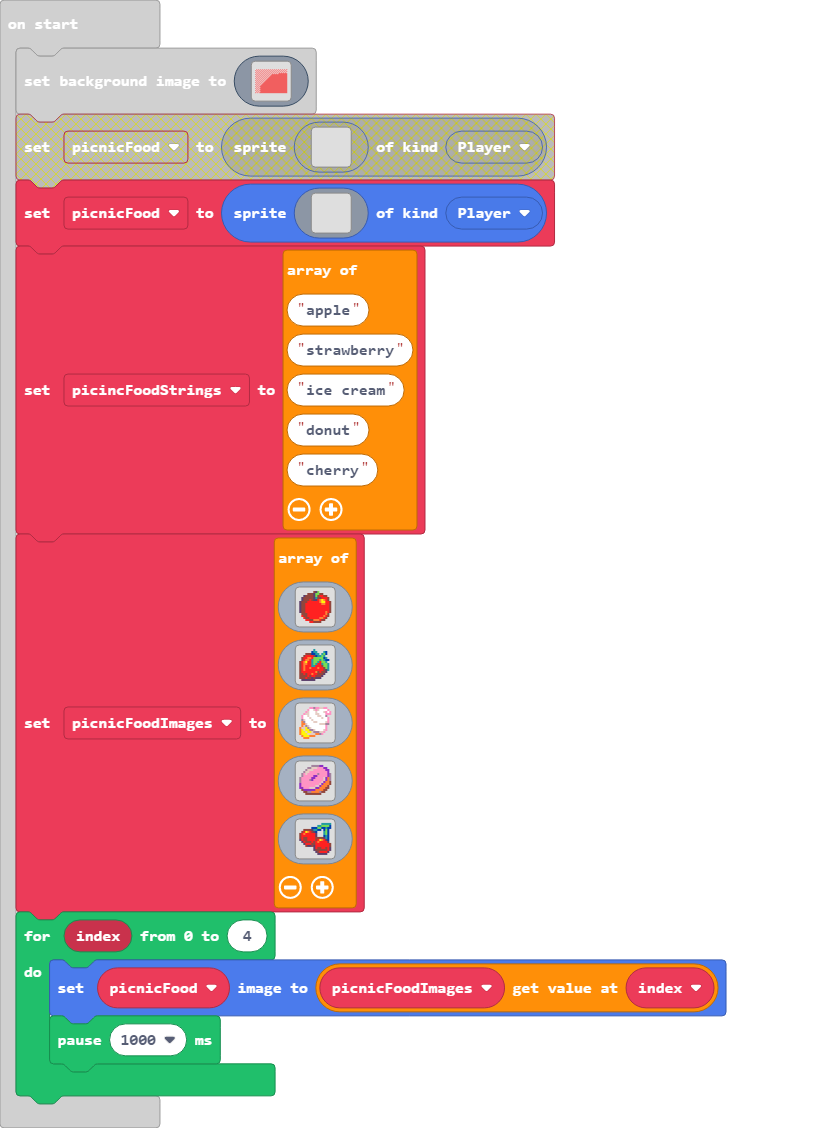 on start
set background image to
set picnicFood to sprite of kind Player
set picnicFood to sprite of kind Player
array of
"apple"
"strawberry"
set picincFoodStrings to "ice cream"
"donut"
"cherry"
array of
set picnicFoodImages to
for index from 0 to 4
do
set picnicFood image to picnicFoodImages get value at index
pause 1000 ms